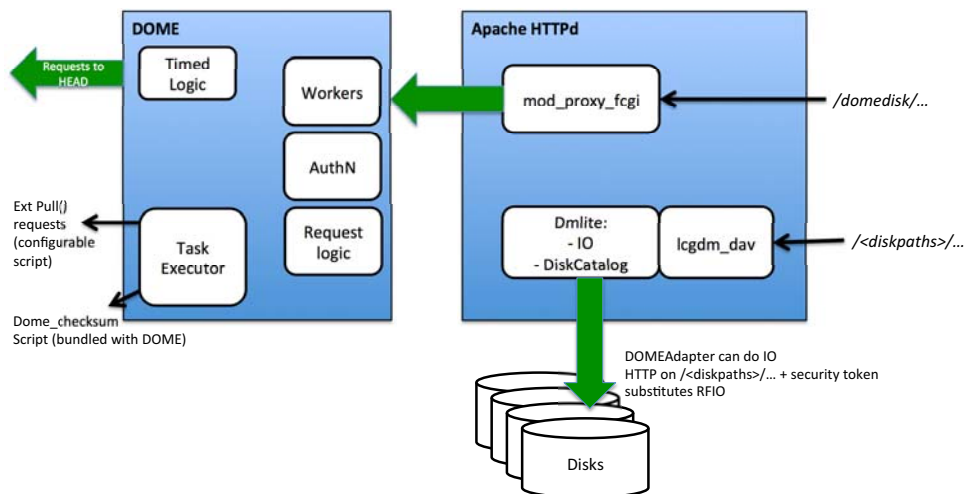 DOME
Timed
Logic
Requests to
HEAD
Workers
AuthN
Request
logic
Ext Pull()
requests
(configurable
script)
Task
Executor
Dome_checksum
Script (bundled with DOME)
Apache HTTPd
mod_proxy_fcgi
/domedisk/…
Dmlite:
- IO
- DiskCatalog
lcgdm_dav
/<diskpaths>/…
DOMEAdapter can do IO
HTTP on /<diskpaths>/… + security token
substitutes RFIO
Disks